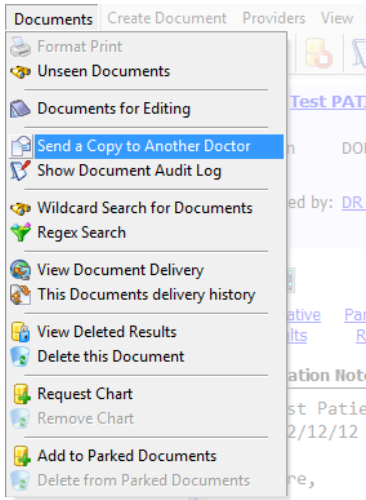 Documents Create Document Providers View
Format Print
Unseen Documents
Documents for Editing
Test PAT
Send a Copy to Another Doctor
DO
Show Document Audit Log
Wildcard Search for Documents
ed by: DR
Regex Search
View Document Delivery
This Documents delivery history
ative Par
View Deleted Results
lts R
Delete this Document
ation Not
Request Chart
st Patie
Remove Chart
2/12/12
Add to Parked Documents
Delete from Parked Documents
re,